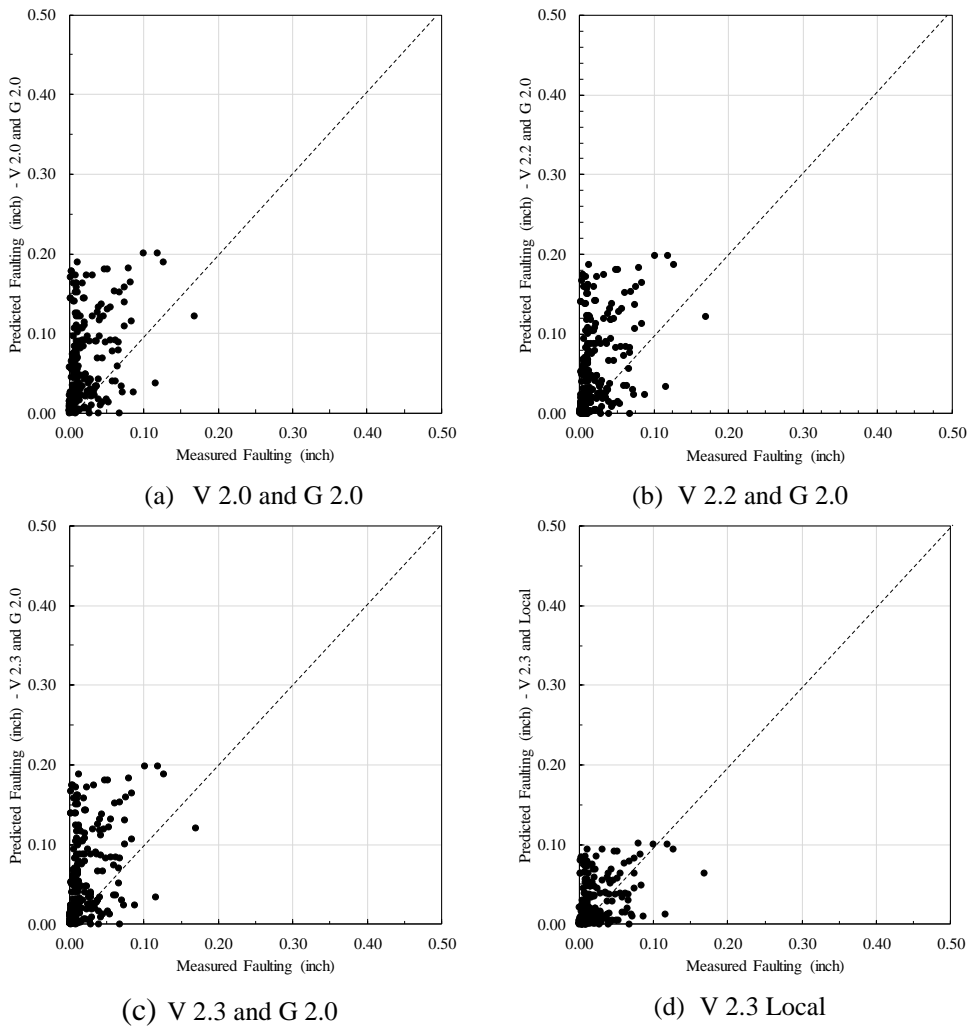 0.50
0.40
0.30
0.20
0.10
0.00
Predicted Faulting (inch) - V 2.0 and G 2.0
0.00 0.10 0.20 0.30 0.40 0.50
Measured Faulting (inch)
(a) V 2.0 and G 2.0
0.50
0.40
0.30
0.20
0.10
0.00
Predicted Faulting (inch) - V 2.2 and G 2.0
0.00 0.10 0.20 0.30 0.40 0.50
Measured Faulting (inch)
(b) V 2.2 and G 2.0
0.50
0.40
0.30
0.20
0.10
0.00
Predicted Faulting (inch) - V 2.3 and G 2.0
0.00 0.10 0.20 0.30 0.40 0.50
Measured Faulting (inch)
(c) V 2.3 and G 2.0
0.50
0.40
0.30
0.20
0.10
0.00
Predicted Faulting (inch) - V 2.3 and Local
0.00 0.10 0.20 0.30 0.40 0.50
Measured Faulting (inch)
(d) V 2.3 Local